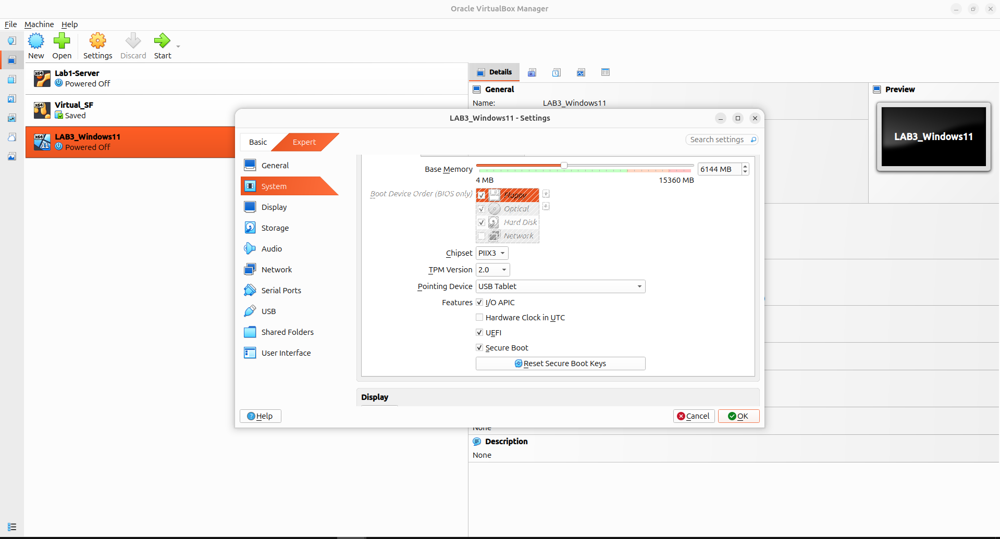 Oracle VirtualBox Manager
File Machine Help
New Open Settings Discard Start
Lab1-Server
Powered Off
Virtual_SF
Saved
LAB3_Windows11
Powered Off
Details
General
Name: LAB3_Windows11
Preview
LAB3_Windows11
LAB3_Windows11 - Settings
Basic Expert
Search settings
General
System
Display
Storage
Audio
Network
Serial Ports
USB
Shared Folders
User Interface
Base Memory 6144 MB
4 MB 15360 MB
Boot Device Order (BIOS only) Floppy
Optical
Hard Disk
Network
Chipset PIIX3
TPM Version 2.0
Pointing Device USB Tablet
Features I/O APIC
Hardware Clock in UTC
UEFI
Secure Boot
Reset Secure Boot Keys
Display
Help Cancel OK
None
Description
None